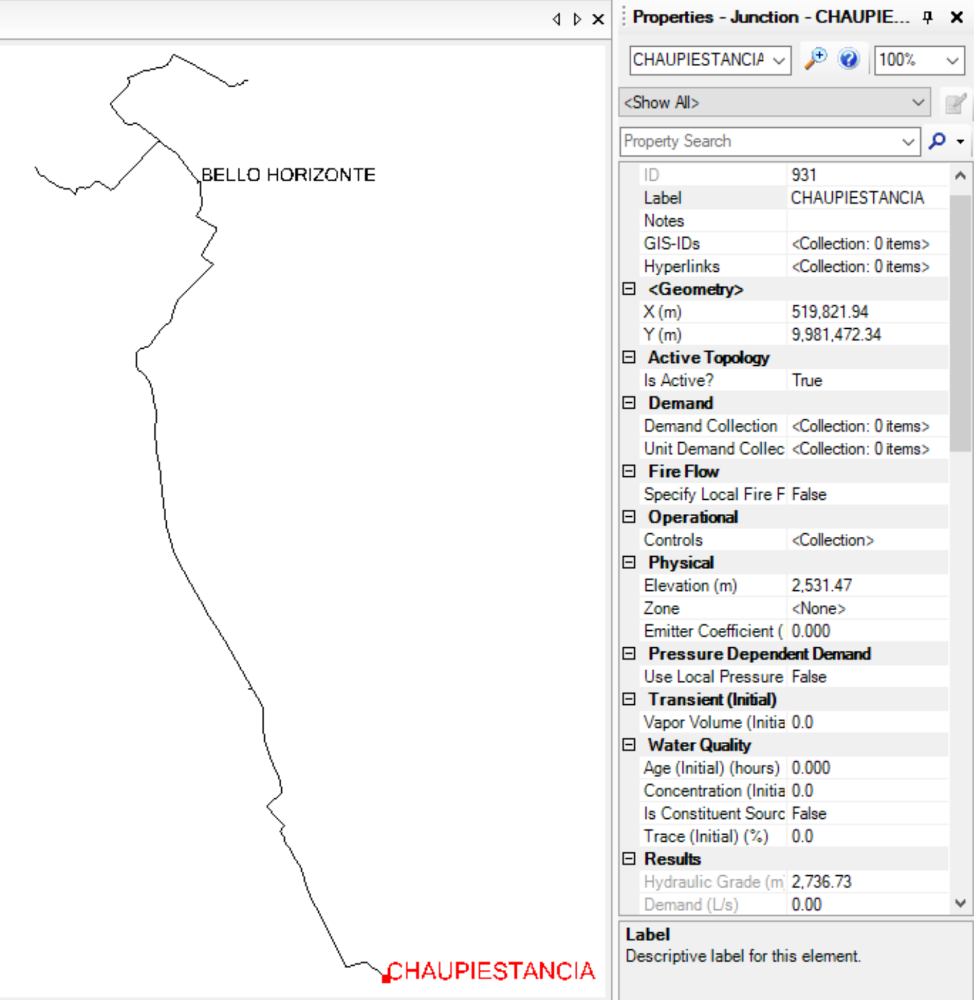 BELLO HORIZONTE
CHAUPIESTANCIA
Properties - Junction - CHAUPIE...
CHAUPIESTANCIA
100%
<Show All>
Property Search
ID 931
Label CHAUPIESTANCIA
Notes
GIS-IDs <Collection: 0 items>
Hyperlinks <Collection: 0 items>
<Geometry>
X (m) 519,821.94
Y (m) 9,981,472.34
Active Topology
Is Active? True
Demand
Demand Collection <Collection: 0 items>
Unit Demand Collec <Collection: 0 items>
Fire Flow
Specify Local Fire F False
Operational
Controls <Collection>
Physical
Elevation (m) 2,531.47
Zone <None>
Emitter Coefficient ( 0.000
Pressure Dependent Demand
Use Local Pressure False
Transient (Initial)
Vapor Volume (Initia 0.0
Water Quality
Age (Initial) (hours) 0.000
Concentration (Initia 0.0
Is Constituent Sourc False
Trace (Initial) (%) 0.0
Results
Hydraulic Grade (m) 2,736.73
Demand (L/s) 0.00
Label
Descriptive label for this element.